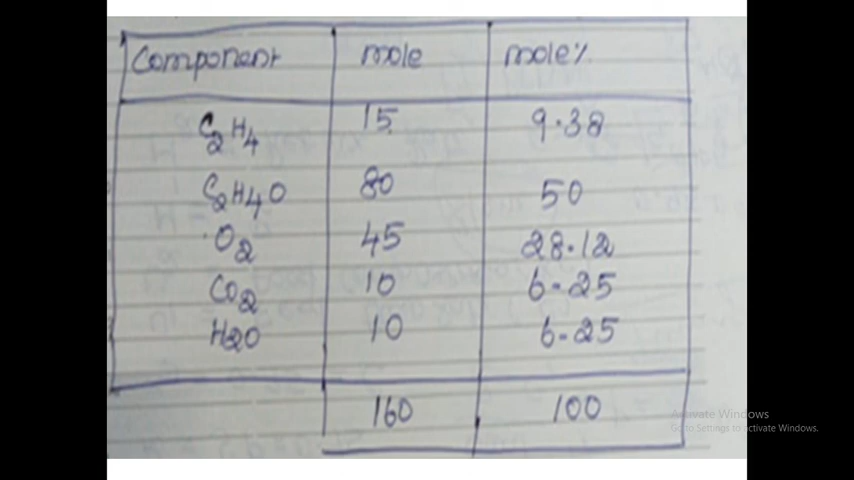 Component mole mole%
C2H4 15 9.38
C2H4O 80 50
O2 45 28.12
CO2 10 6.25
H2O 10 6.25
160 100
Activate Windows
Go to Settings to activate Windows.